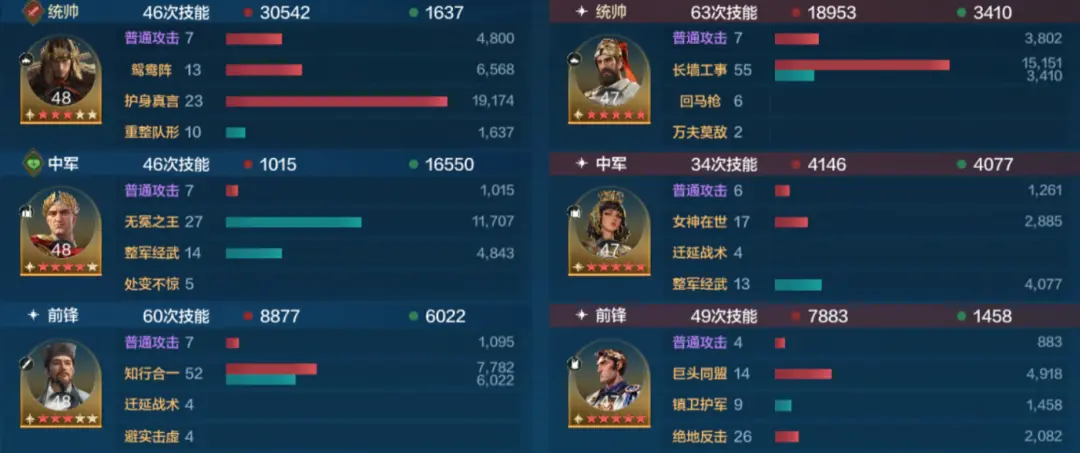 统帅 46次技能 30542 1637
普通攻击 7 4,800
鸳鸯阵 13 6,568
护身真言 23 19,174
重整队形 10 1,637
48
中军 46次技能 1015 16550
普通攻击 7 1,015
无冕之王 27 11,707
整军经武 14 4,843
处变不惊 5
48
前锋 60次技能 8877 6022
普通攻击 7 1,095
知行合一 52 7,782
6,022
迁延战术 4
避实击虚 4
48
统帅 63次技能 18953 3410
普通攻击 7 3,802
长墙工事 55 15,151
3,410
回马枪 6
万夫莫敌 2
47
中军 34次技能 4146 4077
普通攻击 6 1,261
女神在世 17 2,885
迁延战术 4
整军经武 13 4,077
47
前锋 49次技能 7883 1458
普通攻击 4 883
巨头同盟 14 4,918
镇卫护军 9 1,458
绝地反击 26 2,082
47